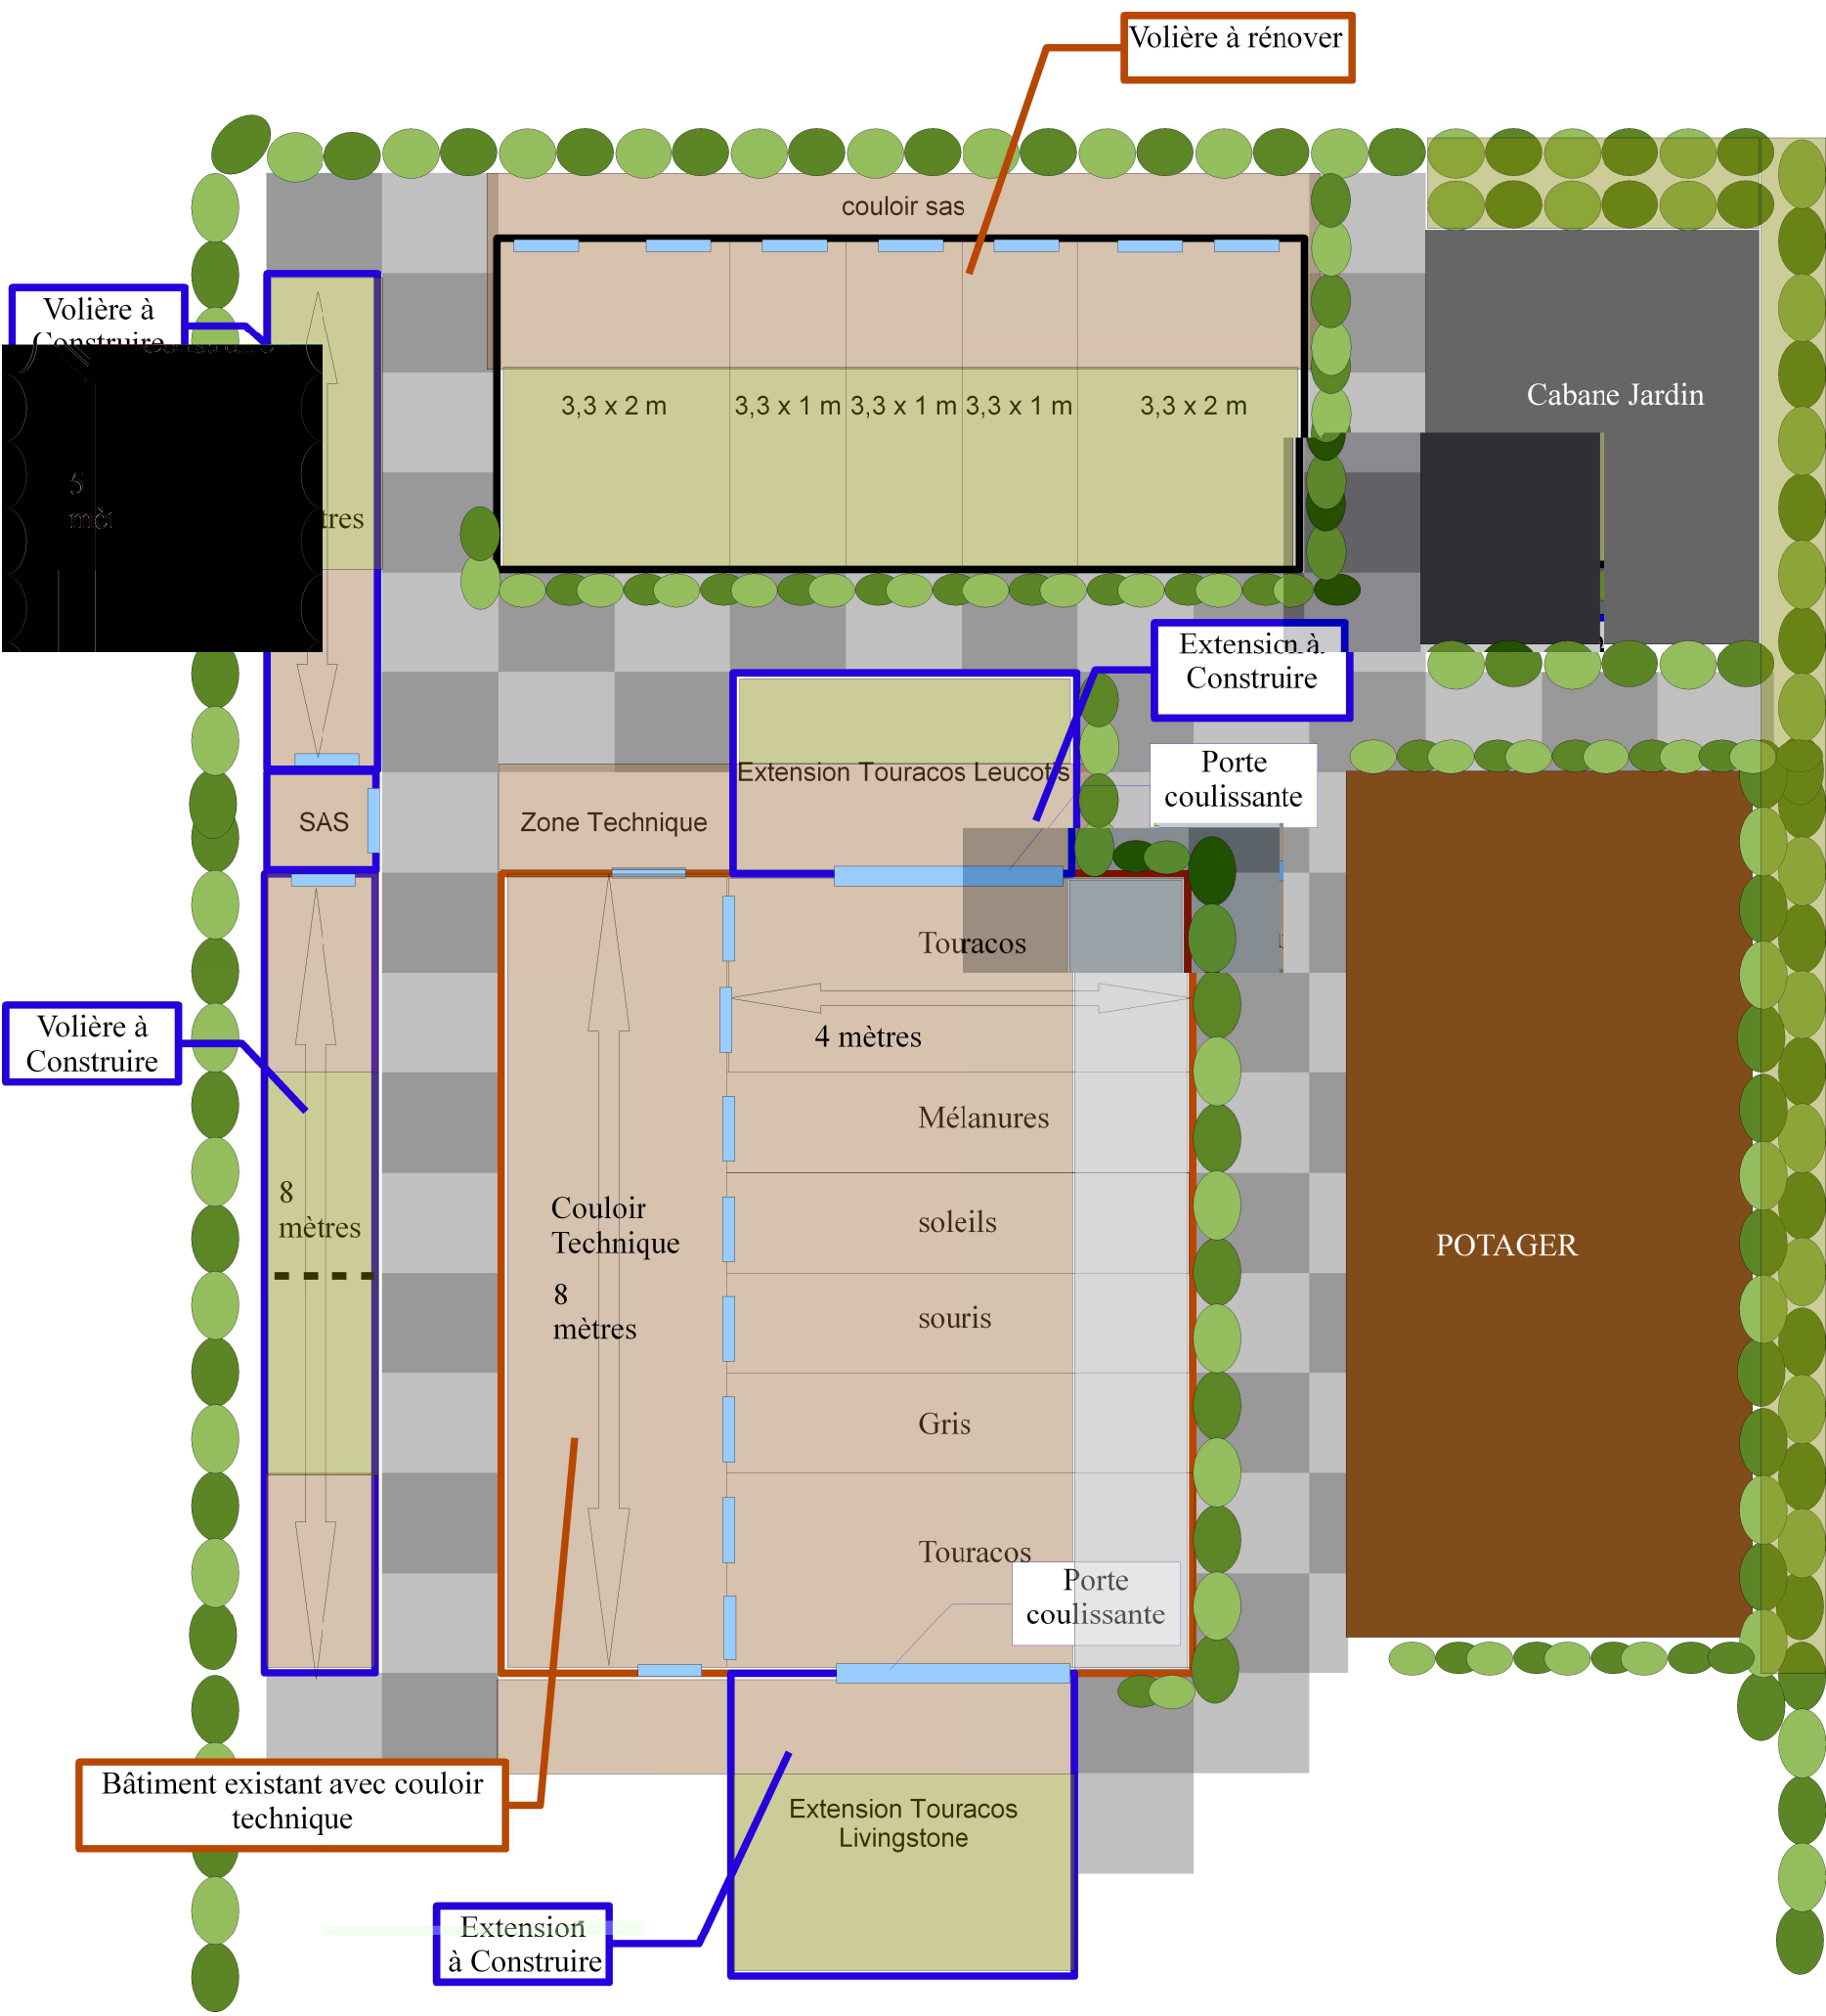 Volière à rénover
couloir sas
Volière à
Construire
3,3 x 2 m
3,3 x 1 m
3,3 x 1 m
3,3 x 1 m
3,3 x 2 m
Cabane Jardin
5
Extension à
Construire
Extension Touracos Leucotis
Porte
coulissante
SAS
Zone Technique
Touracos
4 mètres
Volière à
Construire
Mélanures
8
mètres
Couloir
Technique
soleils
POTAGER
8
mètres
souris
Gris
Touracos
Porte
coulissante
Bâtiment existant avec couloir
technique
Extension Touracos
Livingstone
Extension
à Construire